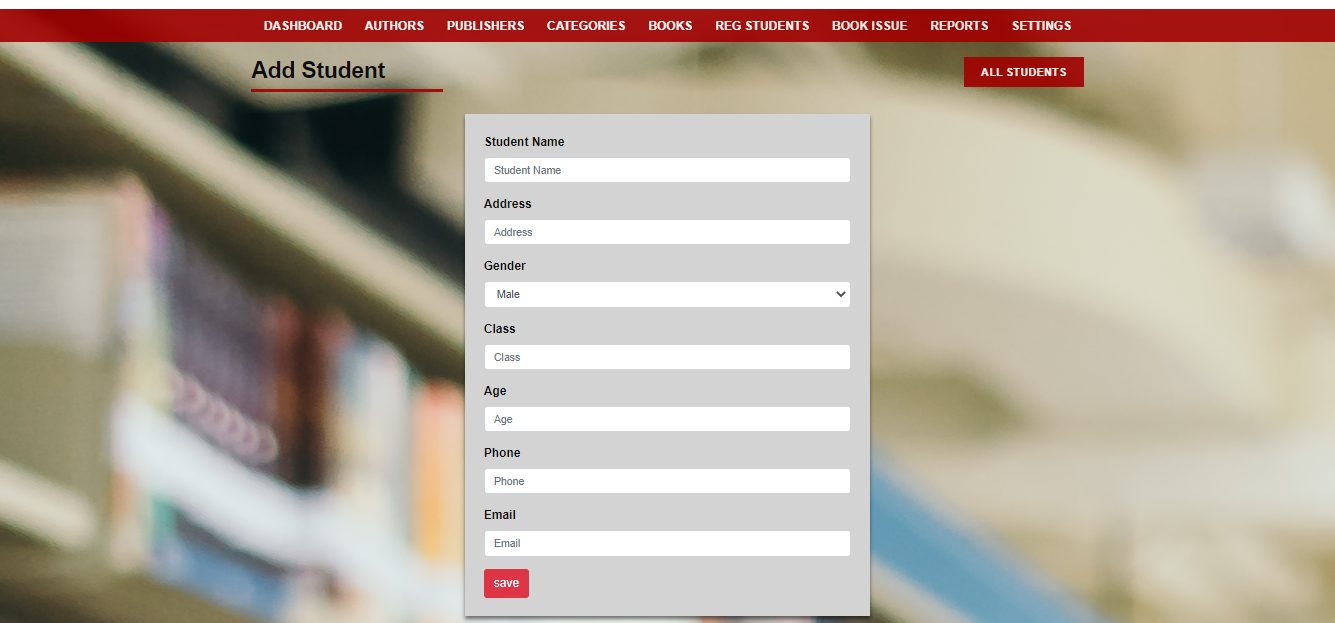 DASHBOARD AUTHORS PUBLISHERS CATEGORIES BOOKS REG STUDENTS BOOK ISSUE REPORTS SETTINGS
Add Student
ALL STUDENTS
Student Name
Student Name
Address
Address
Gender
Male
Class
Class
Age
Age
Phone
Phone
Email
Email
save